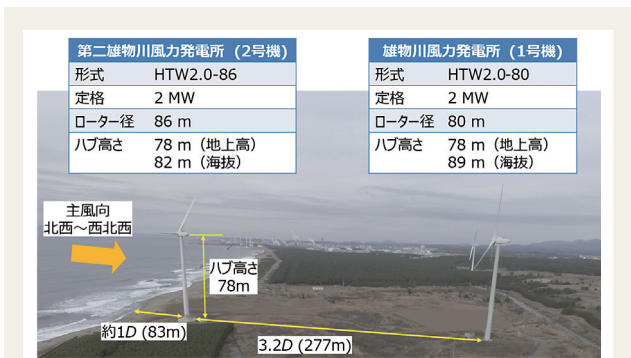 第二雄物川風力発電所（2号機）
形式 HTW2.0-86
定格 2 MW
ローター径 86 m
ハブ高さ 78 m（地上高）
82 m（海抜）
雄物川風力発電所（1号機）
形式 HTW2.0-80
定格 2 MW
ローター径 80 m
ハブ高さ 78 m（地上高）
89 m（海抜）
主風向
北西～西北西
ハブ高さ
78m
約1D (83m)
3.2D (277m)